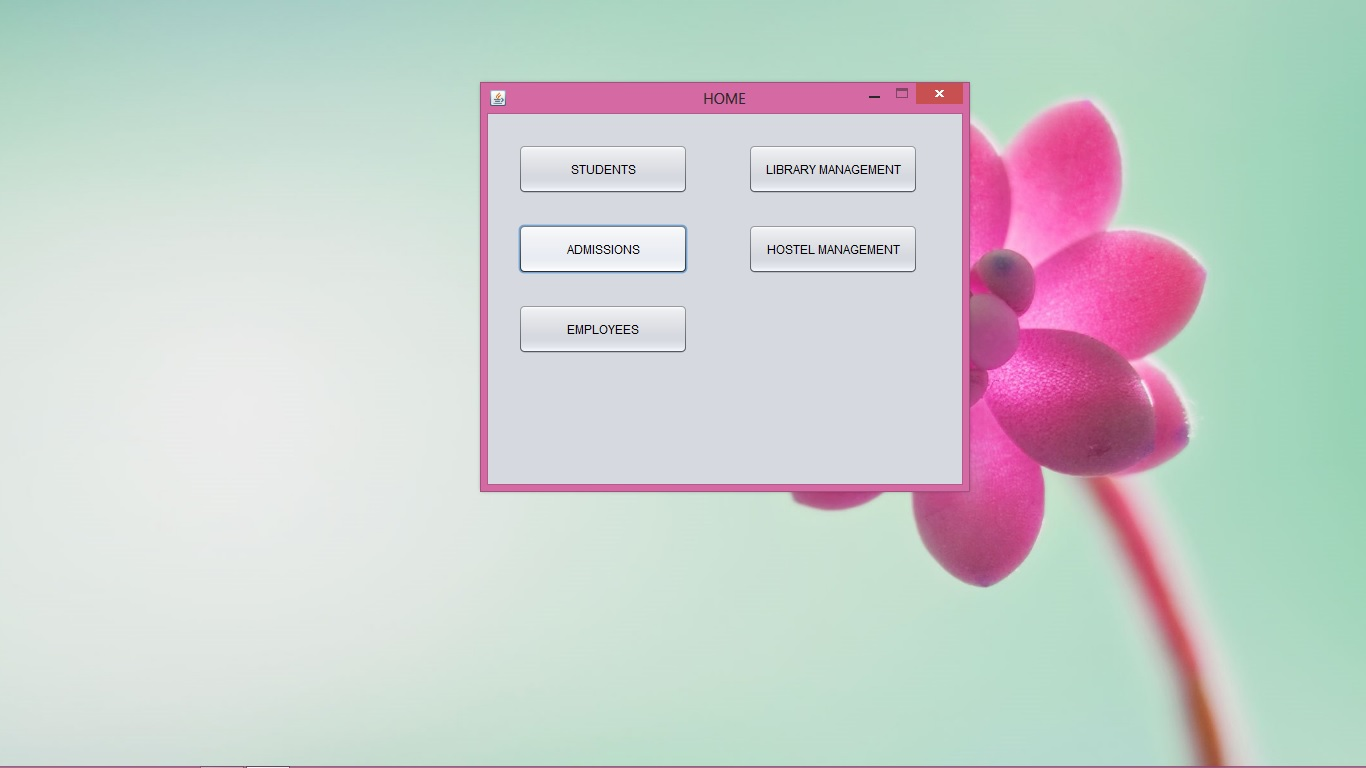 HOME
STUDENTS
LIBRARY MANAGEMENT
ADMISSIONS
HOSTEL MANAGEMENT
EMPLOYEES